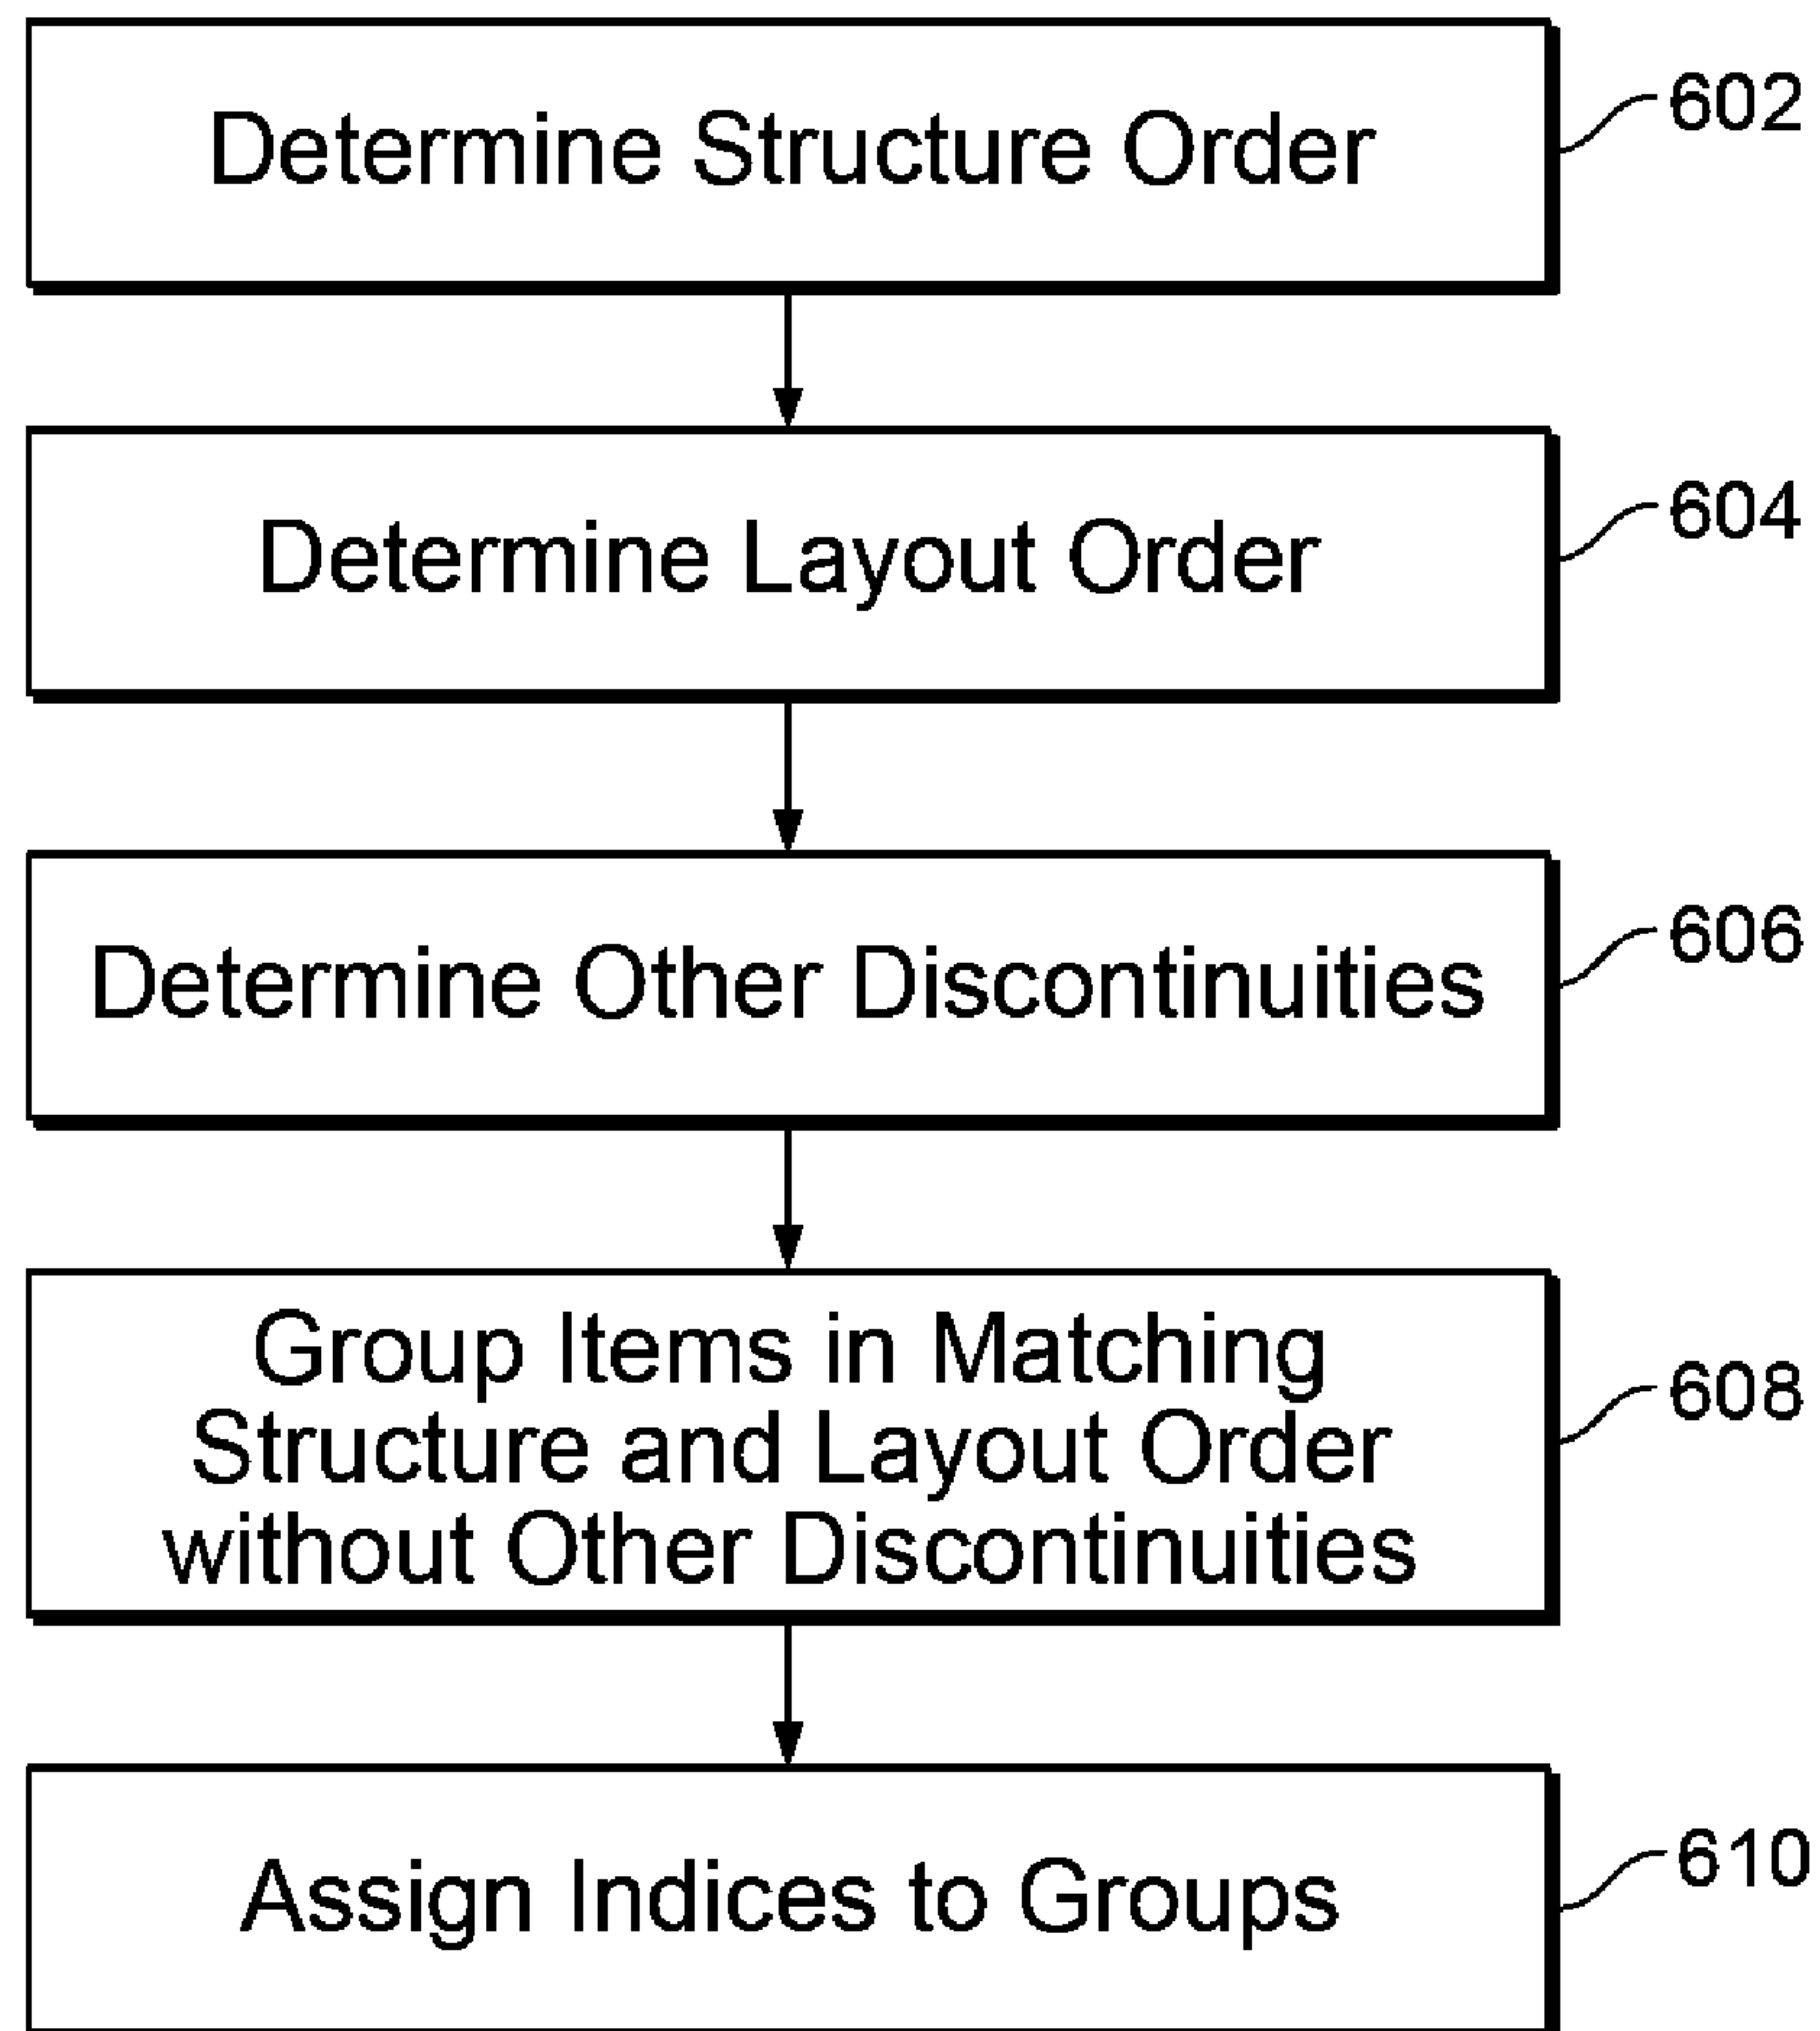 Determine Structure Order
602
Determine Layout Order
604
Determine Other Discontinuities
606
Group Items in Matching
Structure and Layout Order
without Other Discontinuities
608
Assign Indices to Groups
610